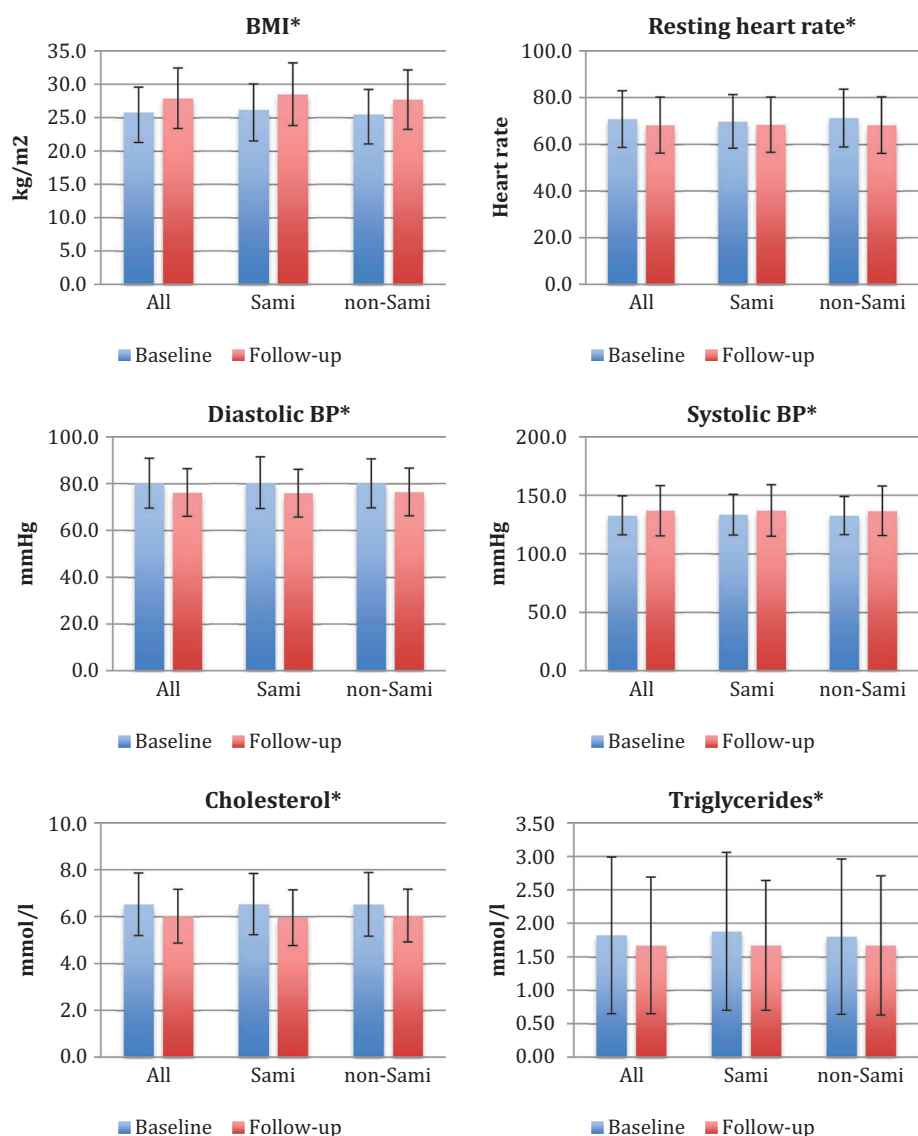 BMI*
kg/m2
35.0
30.0
25.0
20.0
15.0
10.0
5.0
0.0
All Sami non-Sami
Baseline Follow-up
Resting heart rate*
Heart rate
100.0
80.0
60.0
40.0
20.0
0.0
All Sami non-Sami
Baseline Follow-up
Diastolic BP*
mmHg
100.0
80.0
60.0
40.0
20.0
0.0
All Sami non-Sami
Baseline Follow-up
Systolic BP*
mmHg
200.0
150.0
100.0
50.0
0.0
All Sami non-Sami
Baseline Follow-up
Cholesterol*
mmol/l
10.0
8.0
6.0
4.0
2.0
0.0
All Sami non-Sami
Baseline Follow-up
Triglycerides*
mmol/l
3.50
3.00
2.50
2.00
1.50
1.00
0.50
0.00
All Sami non-Sami
Baseline Follow-up